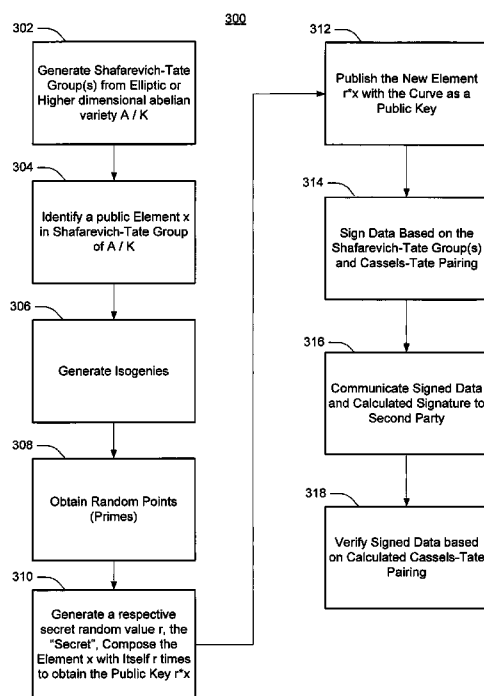 300
302
Generate Shafarevich-Tate
Group(s) from Elliptic or
Higher dimensional abelian
variety A / K
304
Identify a public Element x
in Shafarevich-Tate Group
of A / K
306
Generate Isogenies
308
Obtain Random Points
(Primes)
310
Generate a respective
secret random value r, the
"Secret", Compose the
Element x with Itself r times
to obtain the Public Key r*x
312
Publish the New Element
r*x with the Curve as a
Public Key
314
Sign Data Based on the
Shafarevich-Tate Group(s)
and Cassels-Tate Pairing
316
Communicate Signed Data
and Calculated Signature to
Second Party
318
Verify Signed Data based
on Calculated Cassels-Tate
Pairing